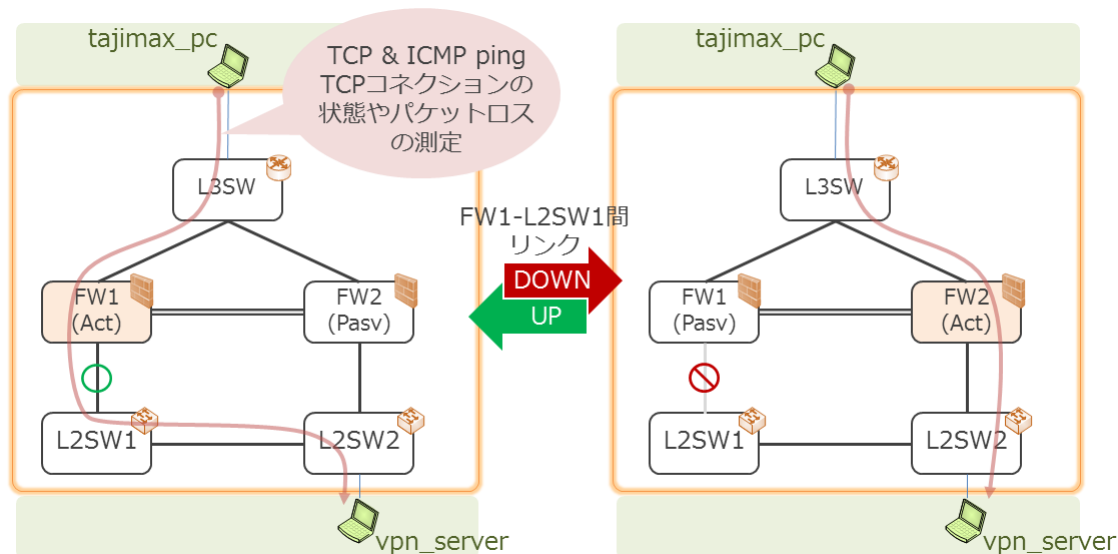 tajimax_pc
TCP & ICMP ping
TCPコネクションの
状態やパケットロス
の測定
L3SW
FW1
(Act)
FW2
(Pasv)
L2SW1
L2SW2
vpn_server
FW1-L2SW1間
リンク
DOWN
UP
tajimax_pc
L3SW
FW1
(Pasv)
FW2
(Act)
L2SW1
L2SW2
vpn_server